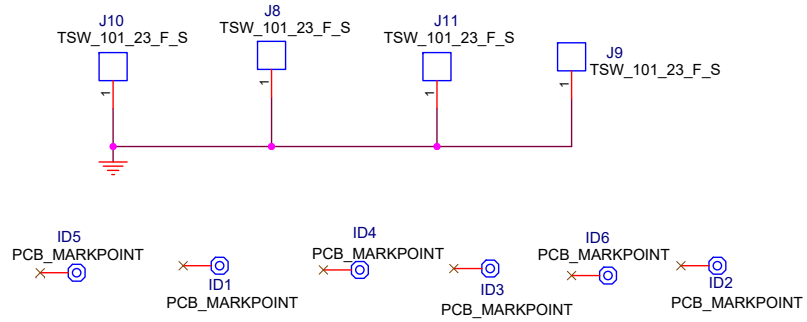 J10
TSW_101_23_F_S
J8
TSW_101_23_F_S
J11
TSW_101_23_F_S
J9
TSW_101_23_F_S
1
1
1
1
ID5
PCB_MARKPOINT
ID1
PCB_MARKPOINT
ID4
PCB_MARKPOINT
ID3
PCB_MARKPOINT
ID6
PCB_MARKPOINT
ID2
PCB_MARKPOINT